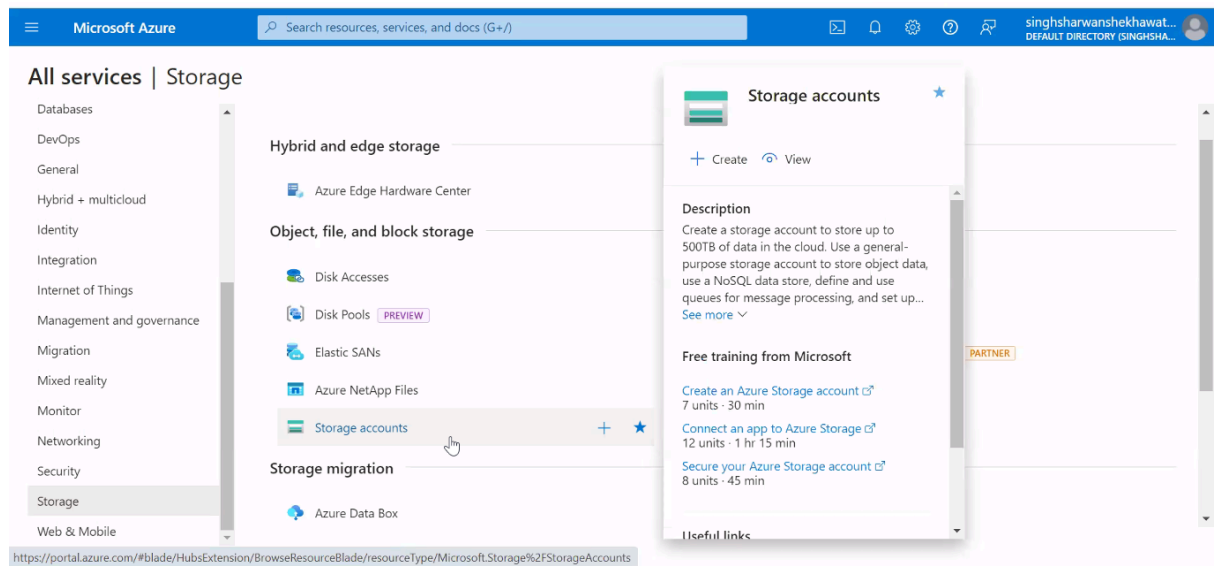 Microsoft Azure
Search resources, services, and docs (G+/)
singhsharwanshekhawat...
DEFAULT DIRECTORY (SINGHSHA...
All services | Storage
Databases
DevOps
General
Hybrid + multicloud
Identity
Integration
Internet of Things
Management and governance
Migration
Mixed reality
Monitor
Networking
Security
Storage
Web & Mobile
Hybrid and edge storage
Azure Edge Hardware Center
Object, file, and block storage
Disk Accesses
Disk Pools PREVIEW
Elastic SANs
Azure NetApp Files
Storage accounts
Storage migration
Azure Data Box
Storage accounts
Create View
Description
Create a storage account to store up to
500TB of data in the cloud. Use a general-
purpose storage account to store object data,
use a NoSQL data store, define and use
queues for message processing, and set up...
See more
Free training from Microsoft
Create an Azure Storage account
7 units · 30 min
Connect an app to Azure Storage
12 units · 1 hr 15 min
Secure your Azure Storage account
8 units · 45 min
Useful links
PARTNER
https://portal.azure.com/#blade/HubsExtension/BrowseResourceBlade/resourceType/Microsoft.Storage%2FStorageAccounts